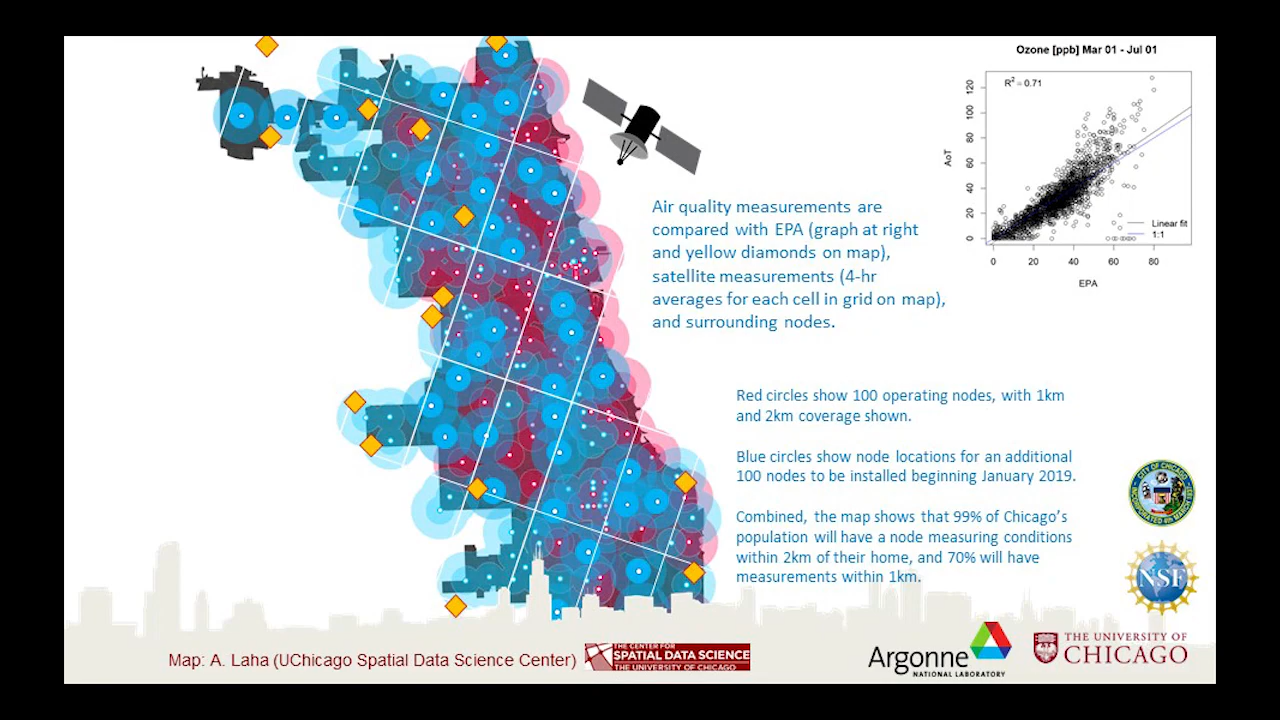 Ozone [ppb] Mar 01 - Jul 01
R² = 0.71
120
100
80
60
40
20
0
AoT
Linear fit
1:1
0 20 40 60 80
EPA
Air quality measurements are
compared with EPA (graph at right
and yellow diamonds on map),
satellite measurements (4-hr
averages for each cell in grid on map),
and surrounding nodes.
Red circles show 100 operating nodes, with 1km
and 2km coverage shown.
Blue circles show node locations for an additional
100 nodes to be installed beginning January 2019.
Combined, the map shows that 99% of Chicago's
population will have a node measuring conditions
within 2km of their home, and 70% will have
measurements within 1km.
CITY OF CHICAGO
INCORPORATED 4th MARCH
NSF
Map: A. Laha (UChicago Spatial Data Science Center)
THE CENTER FOR
SPATIAL DATA SCIENCE
THE UNIVERSITY OF CHICAGO
Argonne
NATIONAL LABORATORY
THE UNIVERSITY OF
CHICAGO